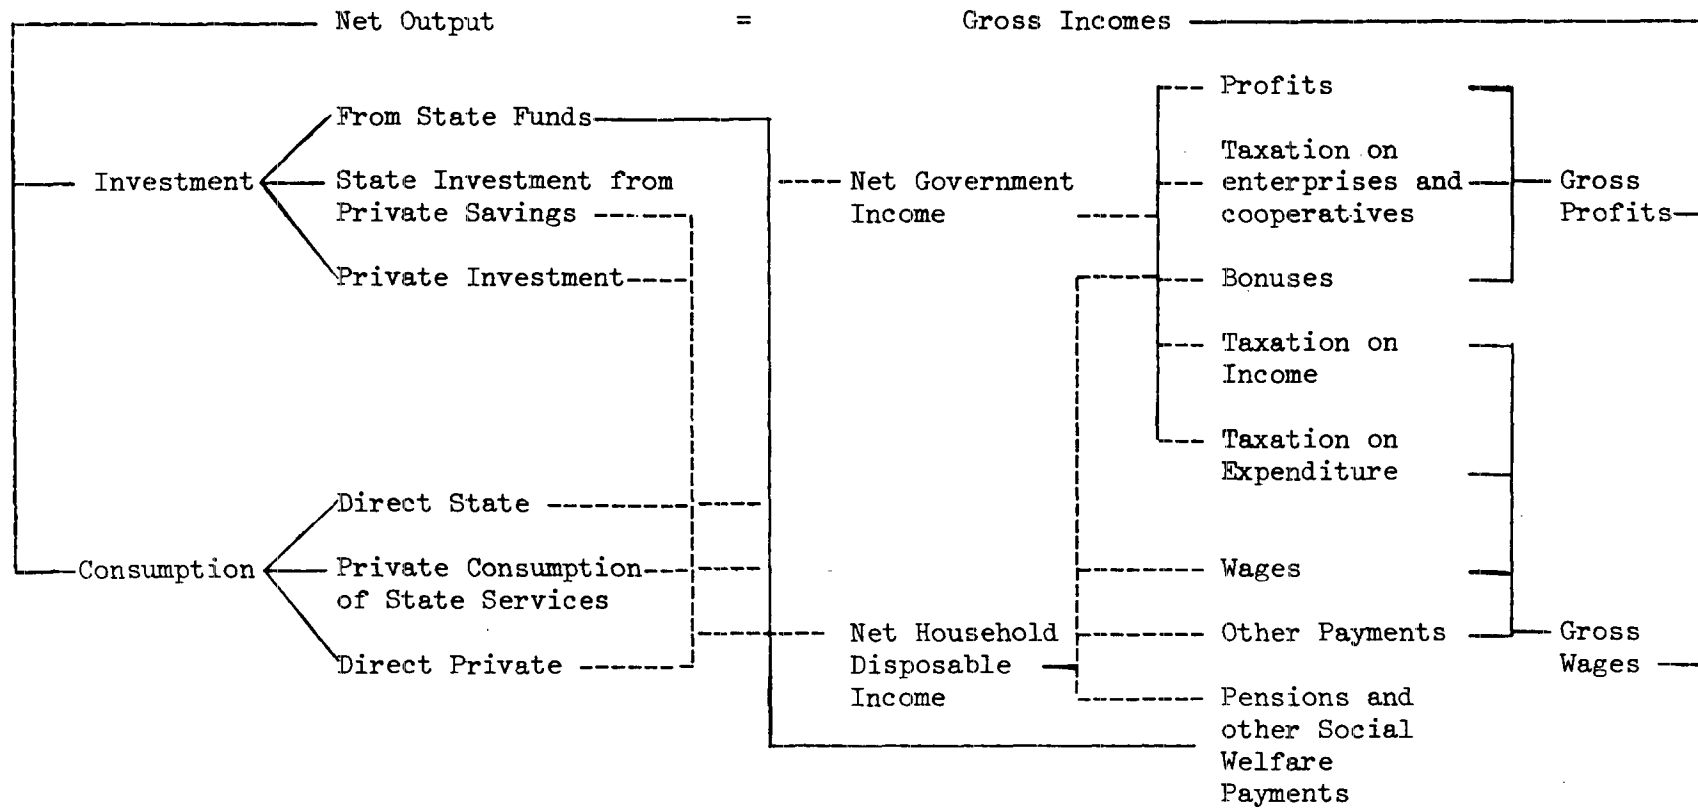 Net Output = Gross Incomes
Profits
From State Funds
Taxation on
enterprises and
cooperatives
Investment
State Investment from
Private Savings
Net Government
Income
Gross
Profits
Private Investment
Bonuses
Taxation on
Income
Taxation on
Expenditure
Direct State
Consumption
Private Consumption
of State Services
Wages
Direct Private
Net Household
Disposable
Income
Other Payments
Gross
Wages
Pensions and
other Social
Welfare
Payments